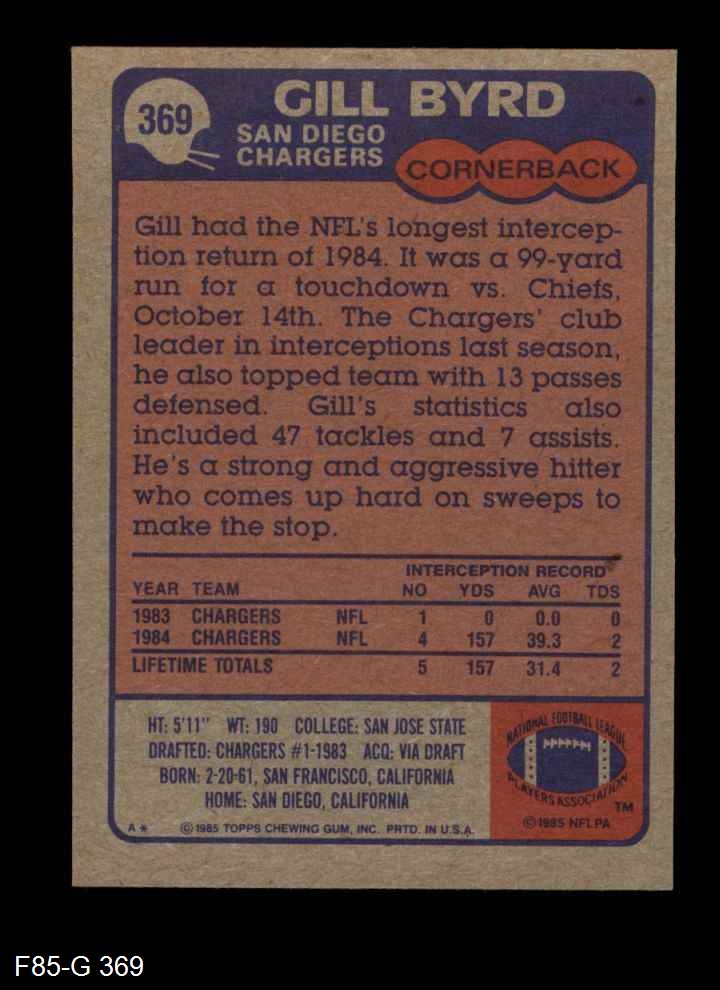 369
GILL BYRD
SAN DIEGO
CHARGERS
CORNERBACK
Gill had the NFL's longest intercep-
tion return of 1984. It was a 99-yard
run for a touchdown vs. Chiefs,
October 14th. The Chargers' club
leader in interceptions last season,
he also topped team with 13 passes
defensed. Gill's statistics also
included 47 tackles and 7 assists.
He's a strong and aggressive hitter
who comes up hard on sweeps to
make the stop.
INTERCEPTION RECORD
YEAR TEAM NO YDS AVG TDS
1983 CHARGERS NFL 1 0 0.0 0
1984 CHARGERS NFL 4 157 39.3 2
LIFETIME TOTALS 5 157 31.4 2
HT: 5'11" WT: 190 COLLEGE: SAN JOSE STATE
DRAFTED: CHARGERS #1-1983 ACQ: VIA DRAFT
BORN: 2-20-61, SAN FRANCISCO, CALIFORNIA
HOME: SAN DIEGO, CALIFORNIA
A* ©1985 TOPPS CHEWING GUM, INC. PRTD. IN U.S.A.
NATIONAL FOOTBALL LEAGUE
PLAYERS ASSOCIATION
TM
©1985 NFLPA
F85-G 369